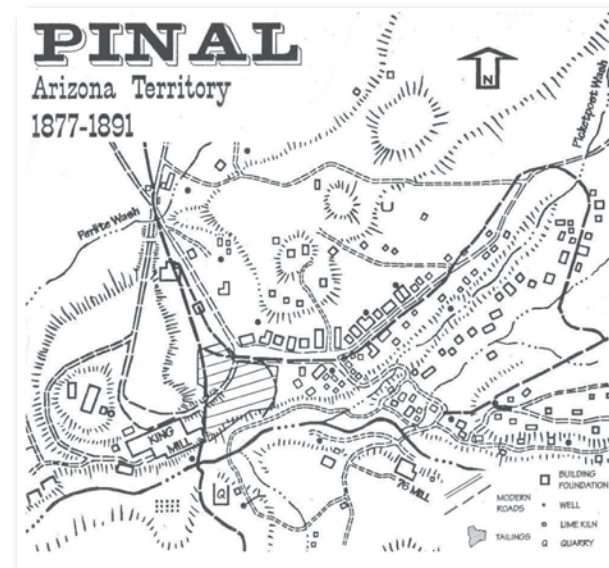 PINAL
Arizona Territory
1877-1891
N
Picketpost Wash
Perlite Wash
KING
MILL
Q
76 MILL
MODERN
ROADS
TAILINGS
BUILDING
FOUNDATION
WELL
LIME KILN
Q QUARRY